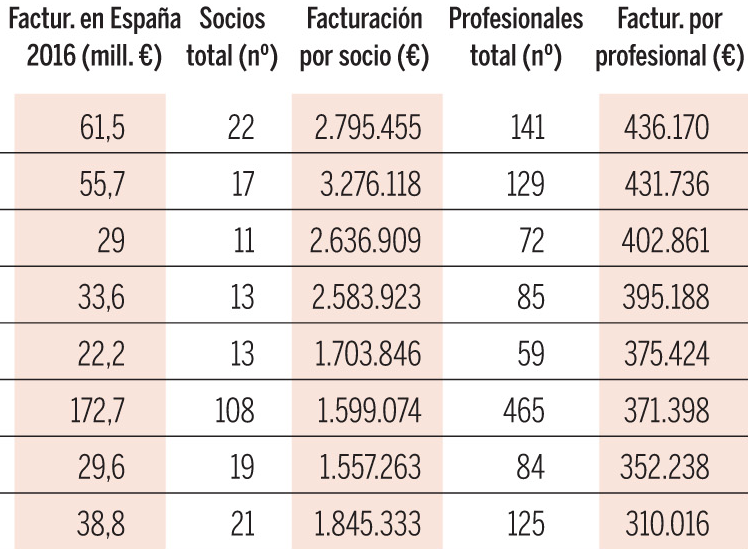 Factur. en España Socios Facturación Profesionales Factur. por
2016 (mill. €) total (nº) por socio (€) total (nº) profesional (€)
61,5 22 2.795.455 141 436.170
55,7 17 3.276.118 129 431.736
29 11 2.636.909 72 402.861
33,6 13 2.583.923 85 395.188
22,2 13 1.703.846 59 375.424
172,7 108 1.599.074 465 371.398
29,6 19 1.557.263 84 352.238
38,8 21 1.845.333 125 310.016